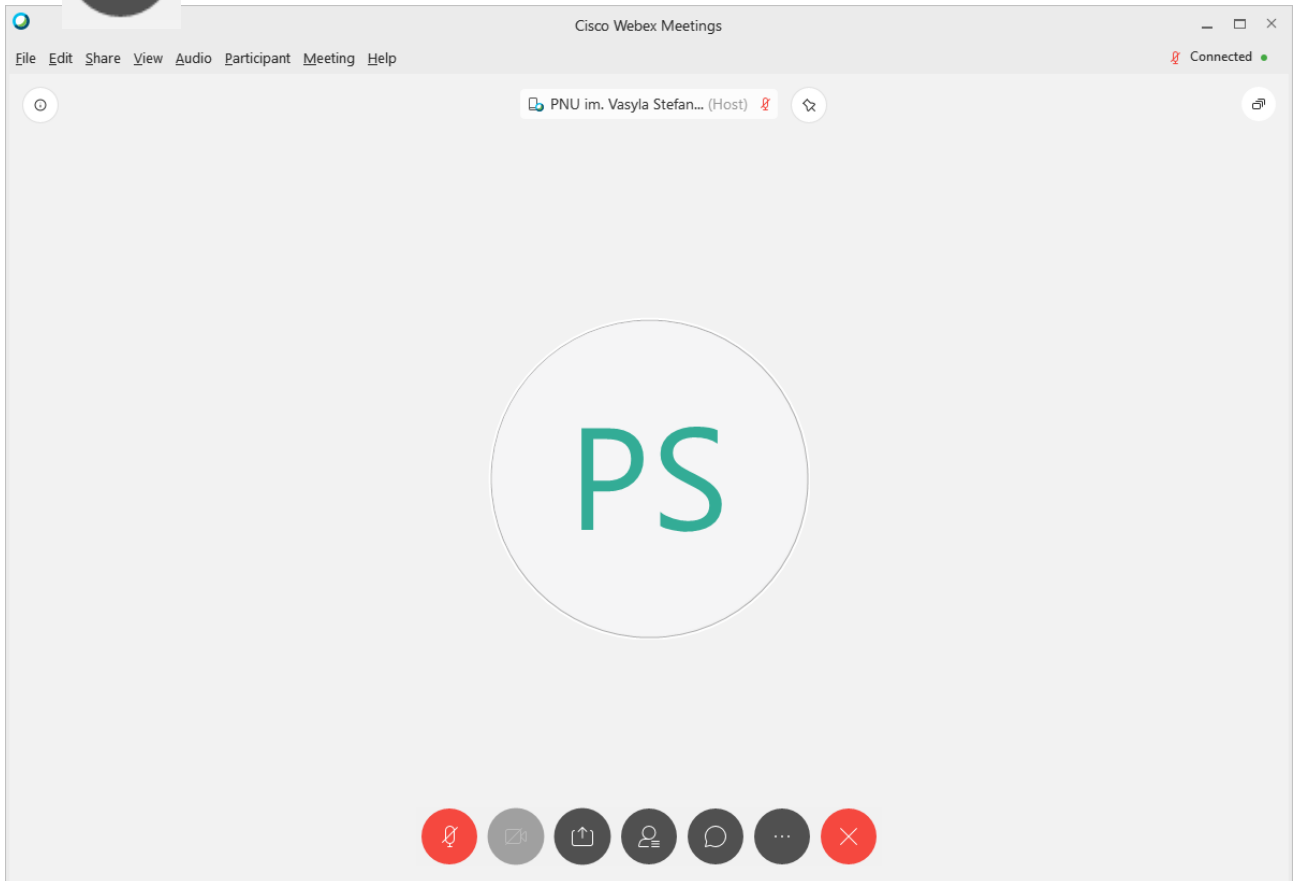 Cisco Webex Meetings
File Edit Share View Audio Participant Meeting Help
Connected
PNU im. Vasyla Stefan... (Host)
PS